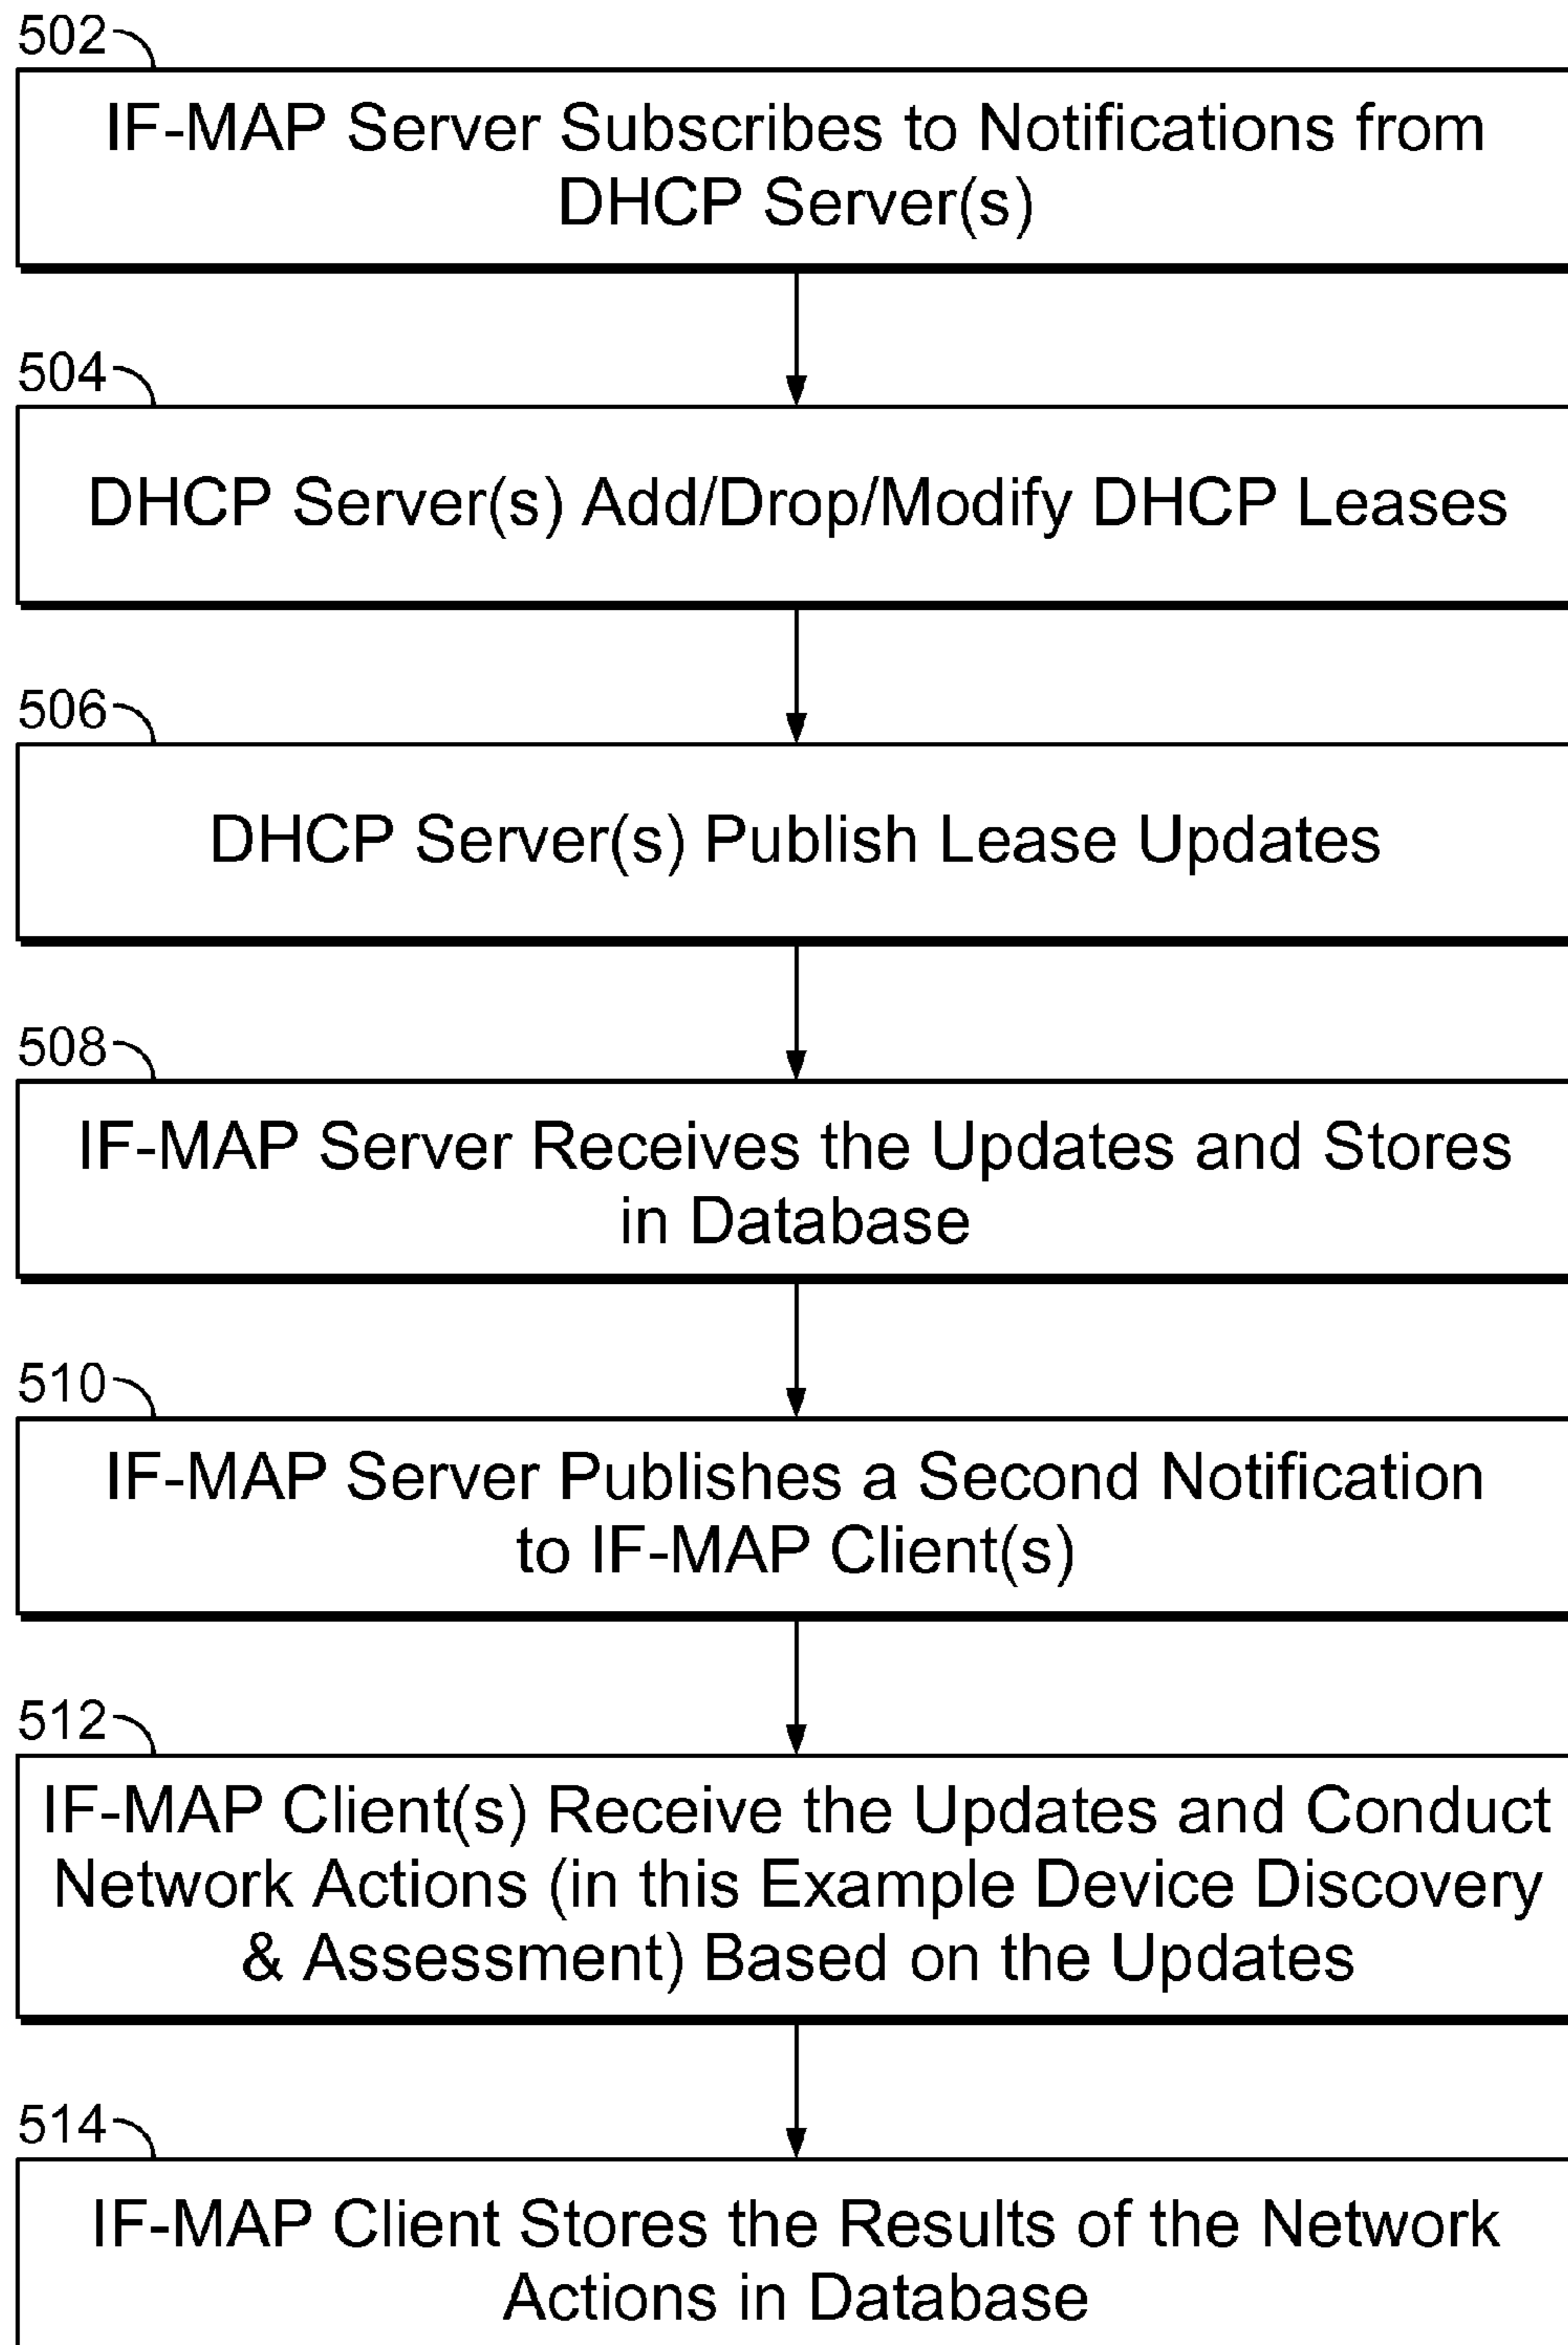 502
IF-MAP Server Subscribes to Notifications from
DHCP Server(s)
504
DHCP Server(s) Add/Drop/Modify DHCP Leases
506
DHCP Server(s) Publish Lease Updates
508
IF-MAP Server Receives the Updates and Stores
in Database
510
IF-MAP Server Publishes a Second Notification
to IF-MAP Client(s)
512
IF-MAP Client(s) Receive the Updates and Conduct
Network Actions (in this Example Device Discovery
& Assessment) Based on the Updates
514
IF-MAP Client Stores the Results of the Network
Actions in Database